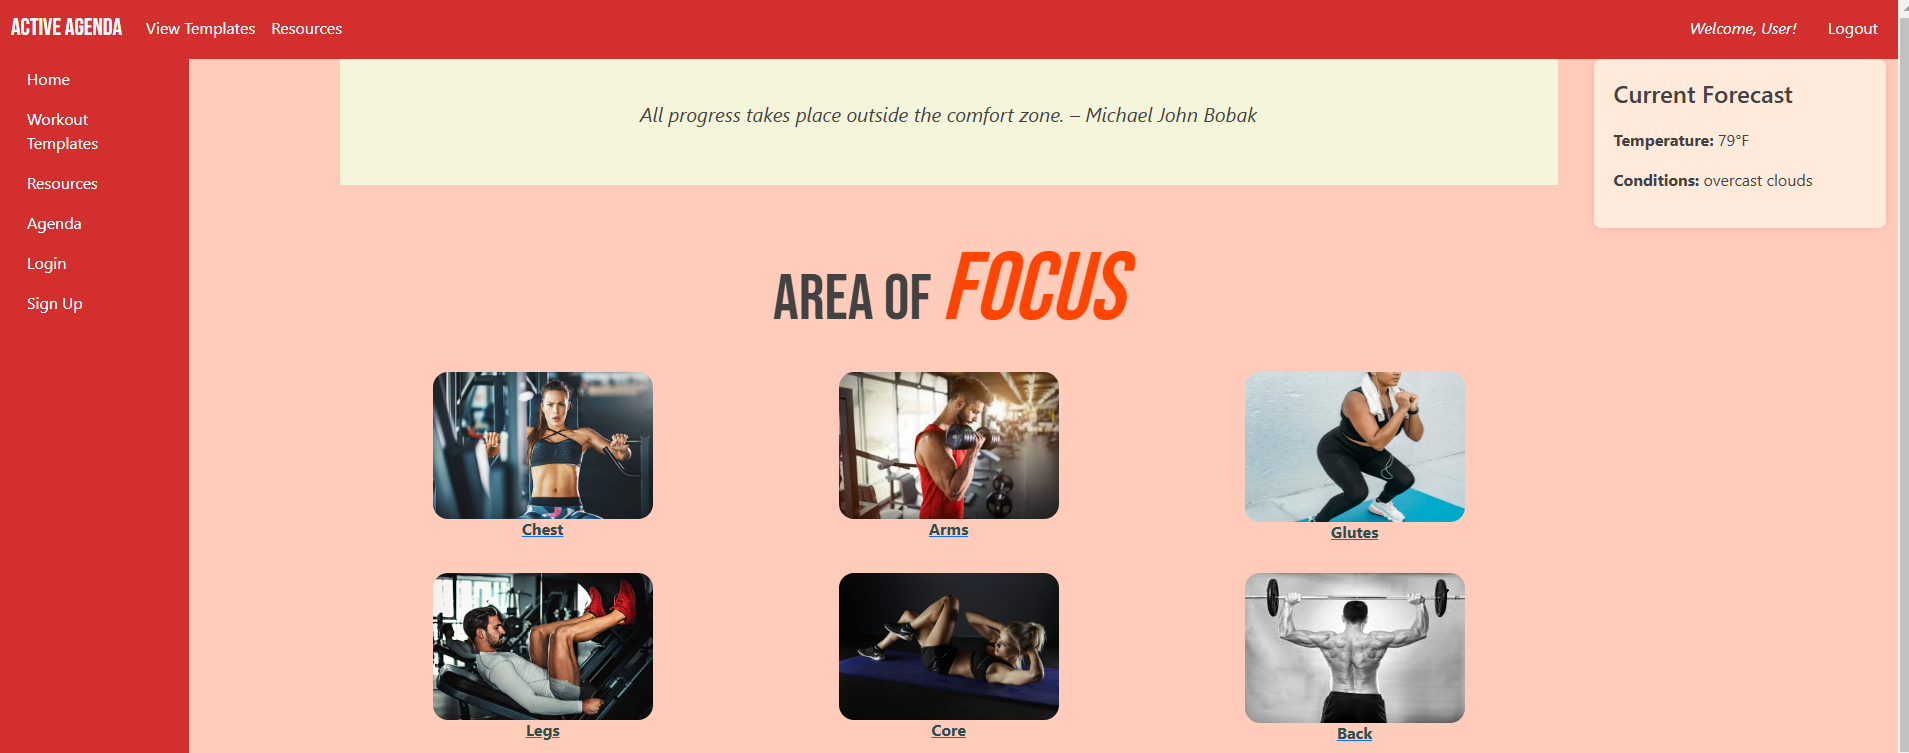 ACTIVE AGENDA View Templates Resources Welcome, User! Logout
Home
Workout
Templates
Resources
Agenda
Login
Sign Up
All progress takes place outside the comfort zone. – Michael John Bobak
Current Forecast
Temperature: 79°F
Conditions: overcast clouds
AREA OF FOCUS
Chest
Arms
Glutes
Legs
Core
Back